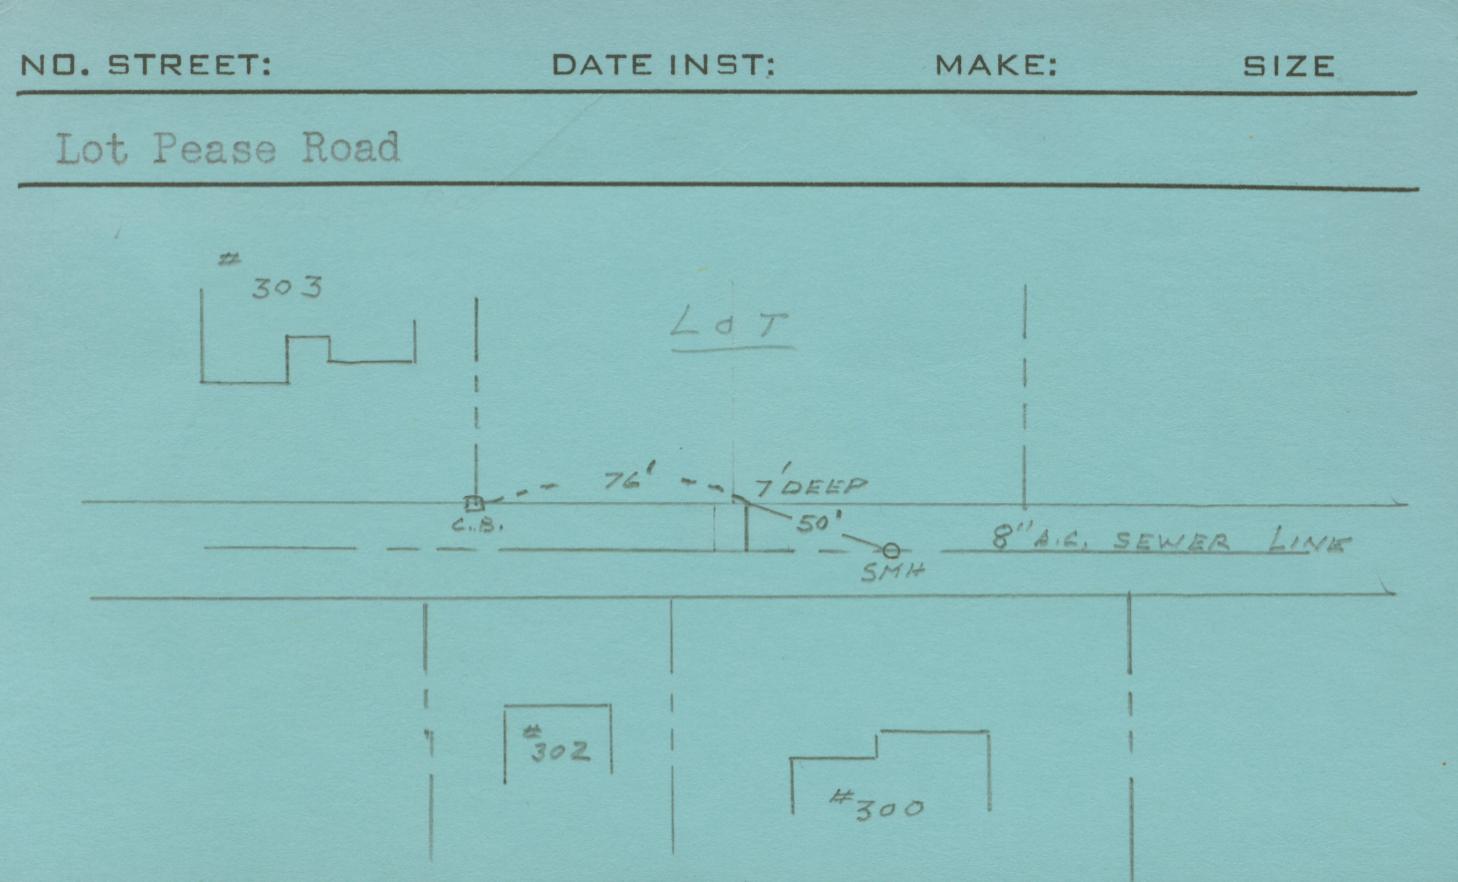 NO. STREET: DATE INST: MAKE: SIZE
Lot Pease Road
#
303
LOT
76' 7' DEEP
C.B. 50' 8" A.C. SEWER LINE
SMH
#
302
#300